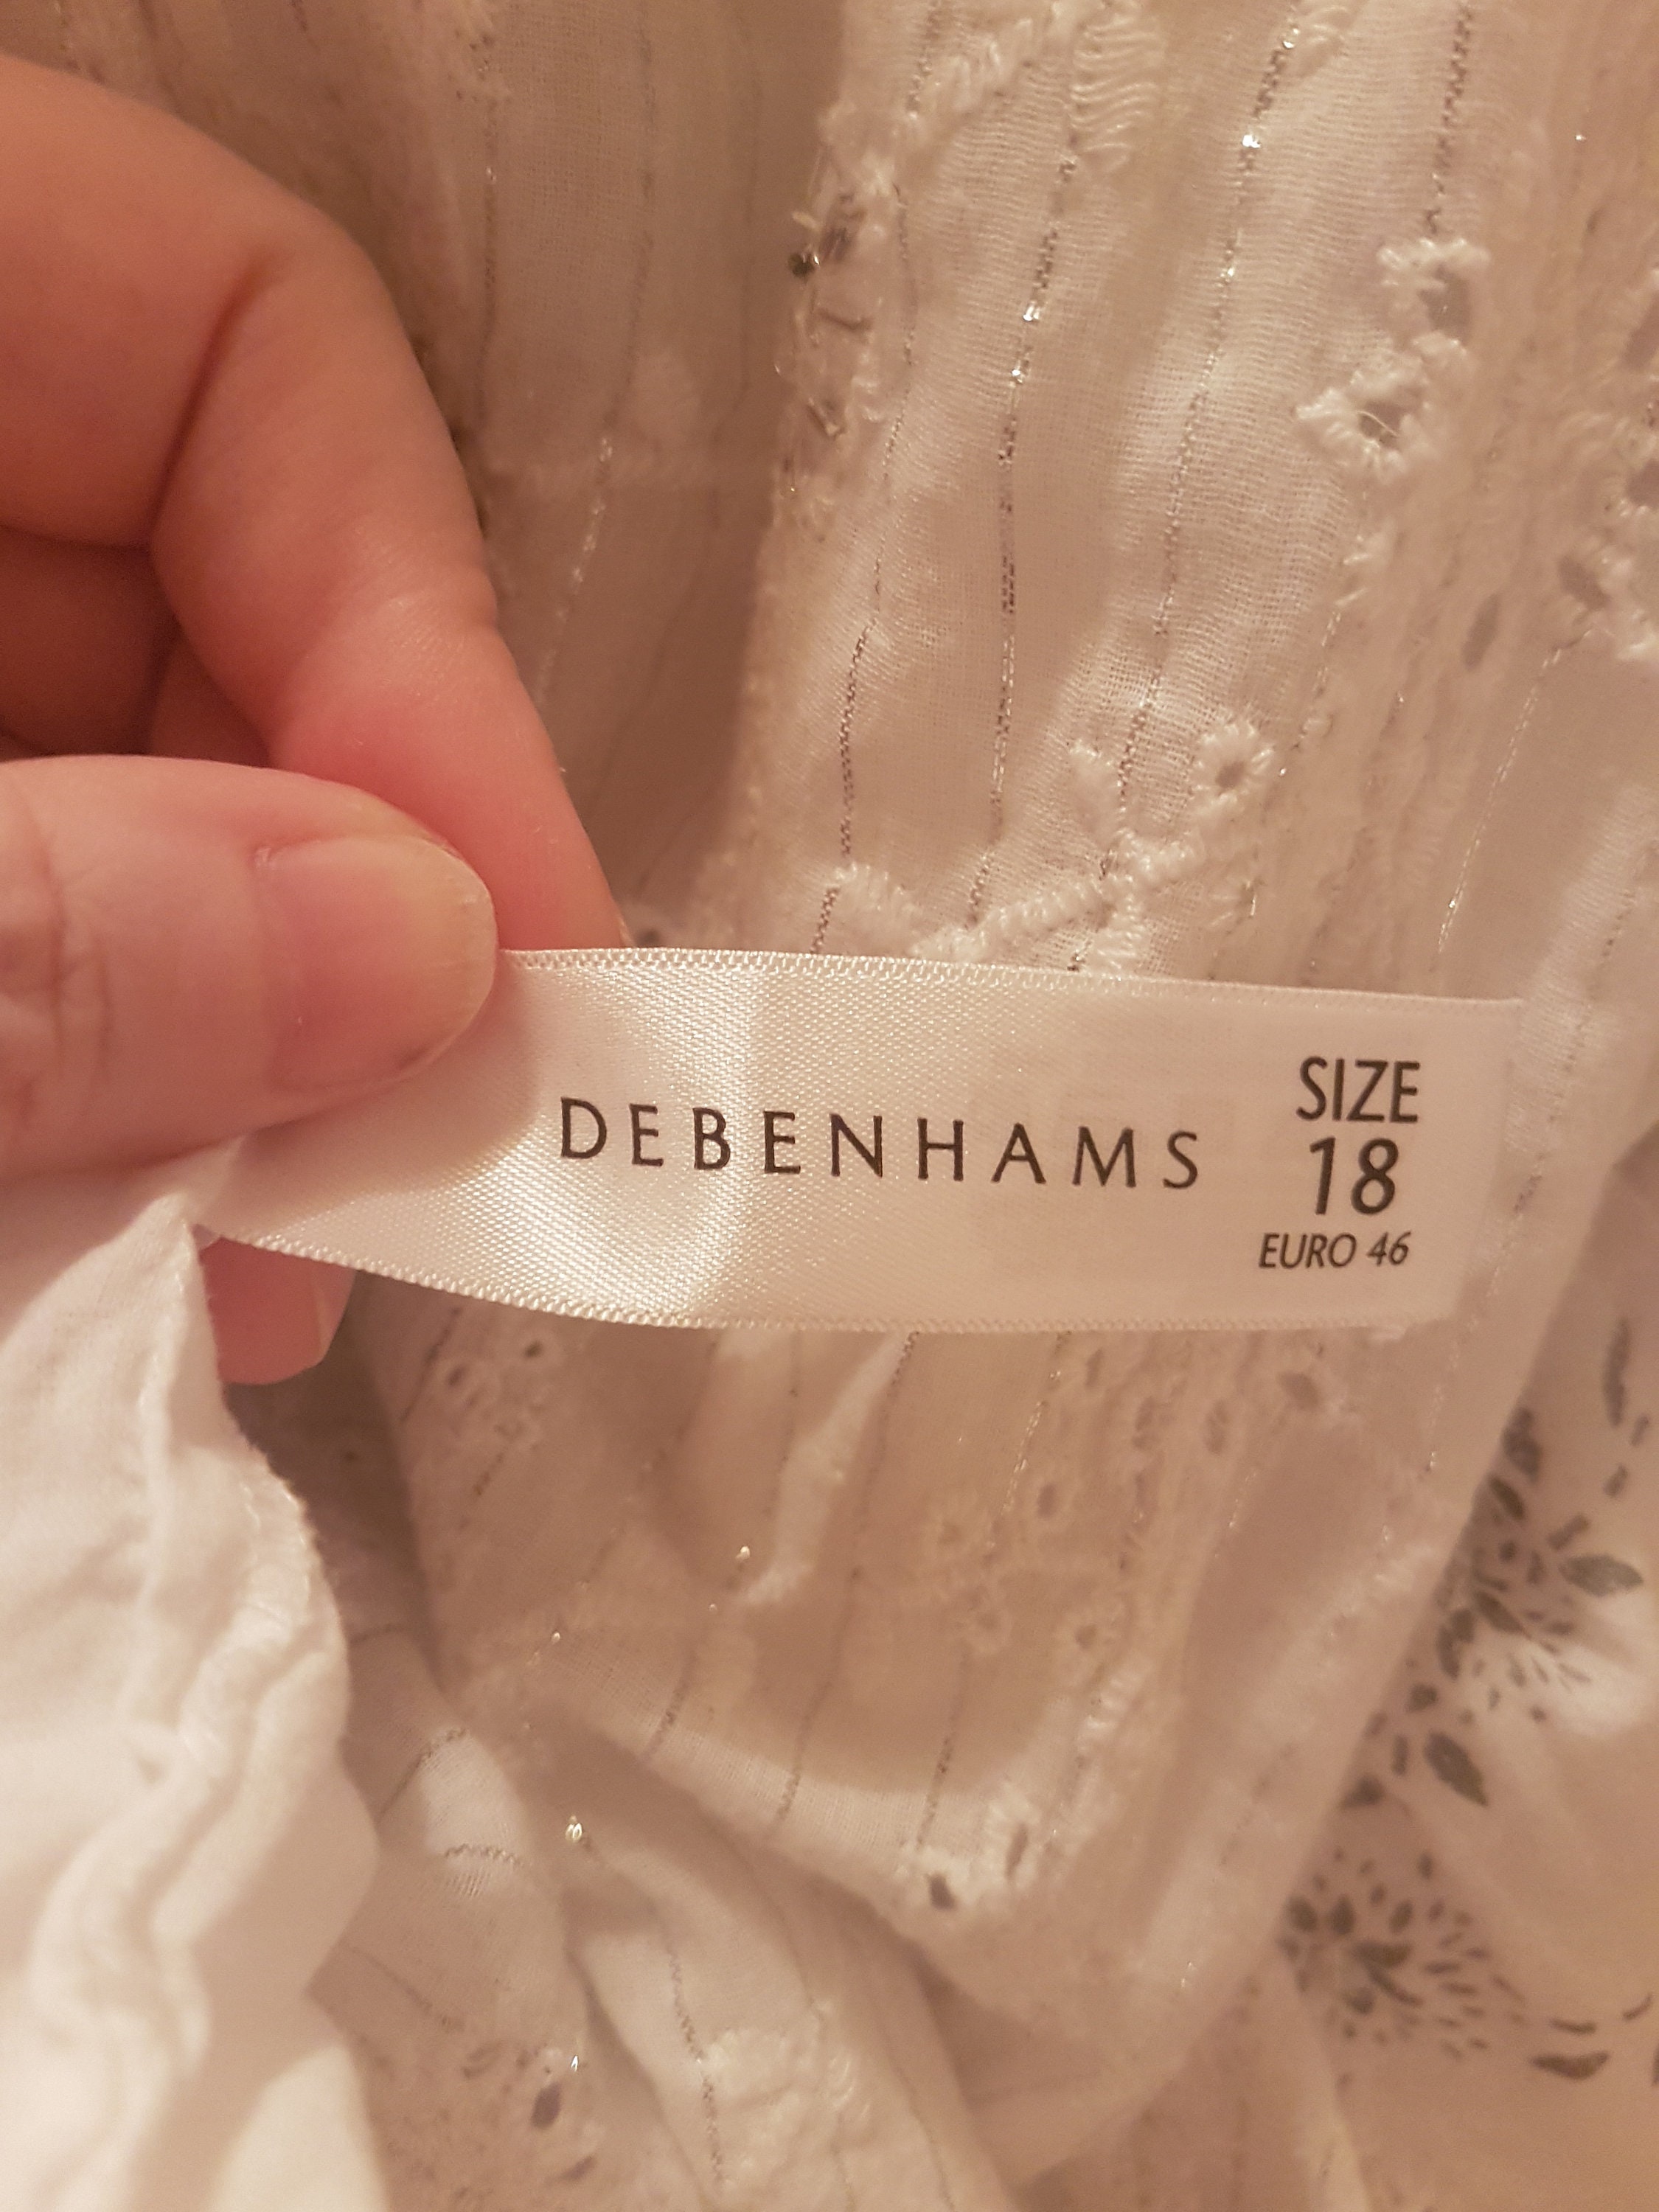 DEBENHAMS
SIZE
18
EURO 46